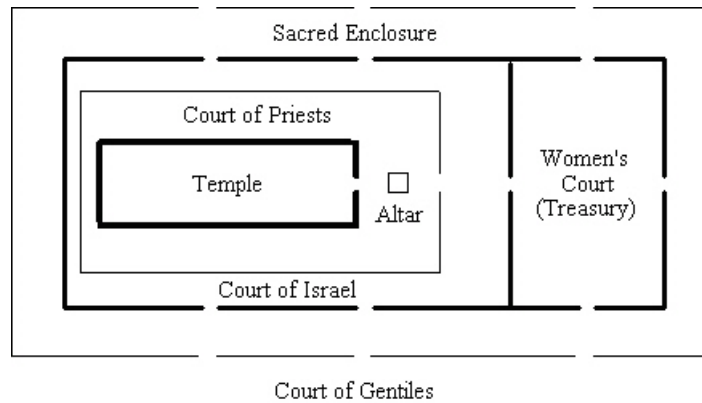 Sacred Enclosure
Court of Priests
Temple
Altar
Women's
Court
(Treasury)
Court of Israel
Court of Gentiles